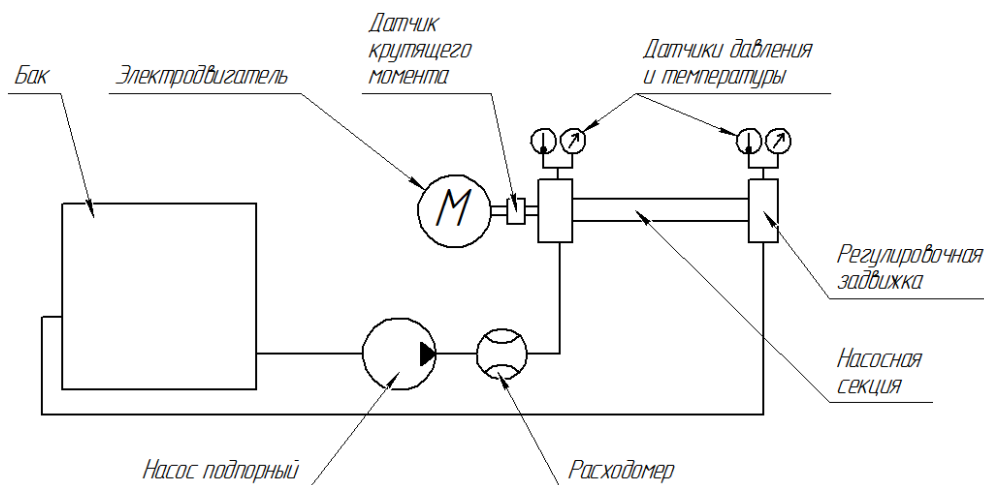 Бак
Электродвигатель
Датчик
крутящего
момента
Датчики давления
и температуры
М
Регулировочная
задвижка
Насосная
секция
Насос подпорный
Расходомер